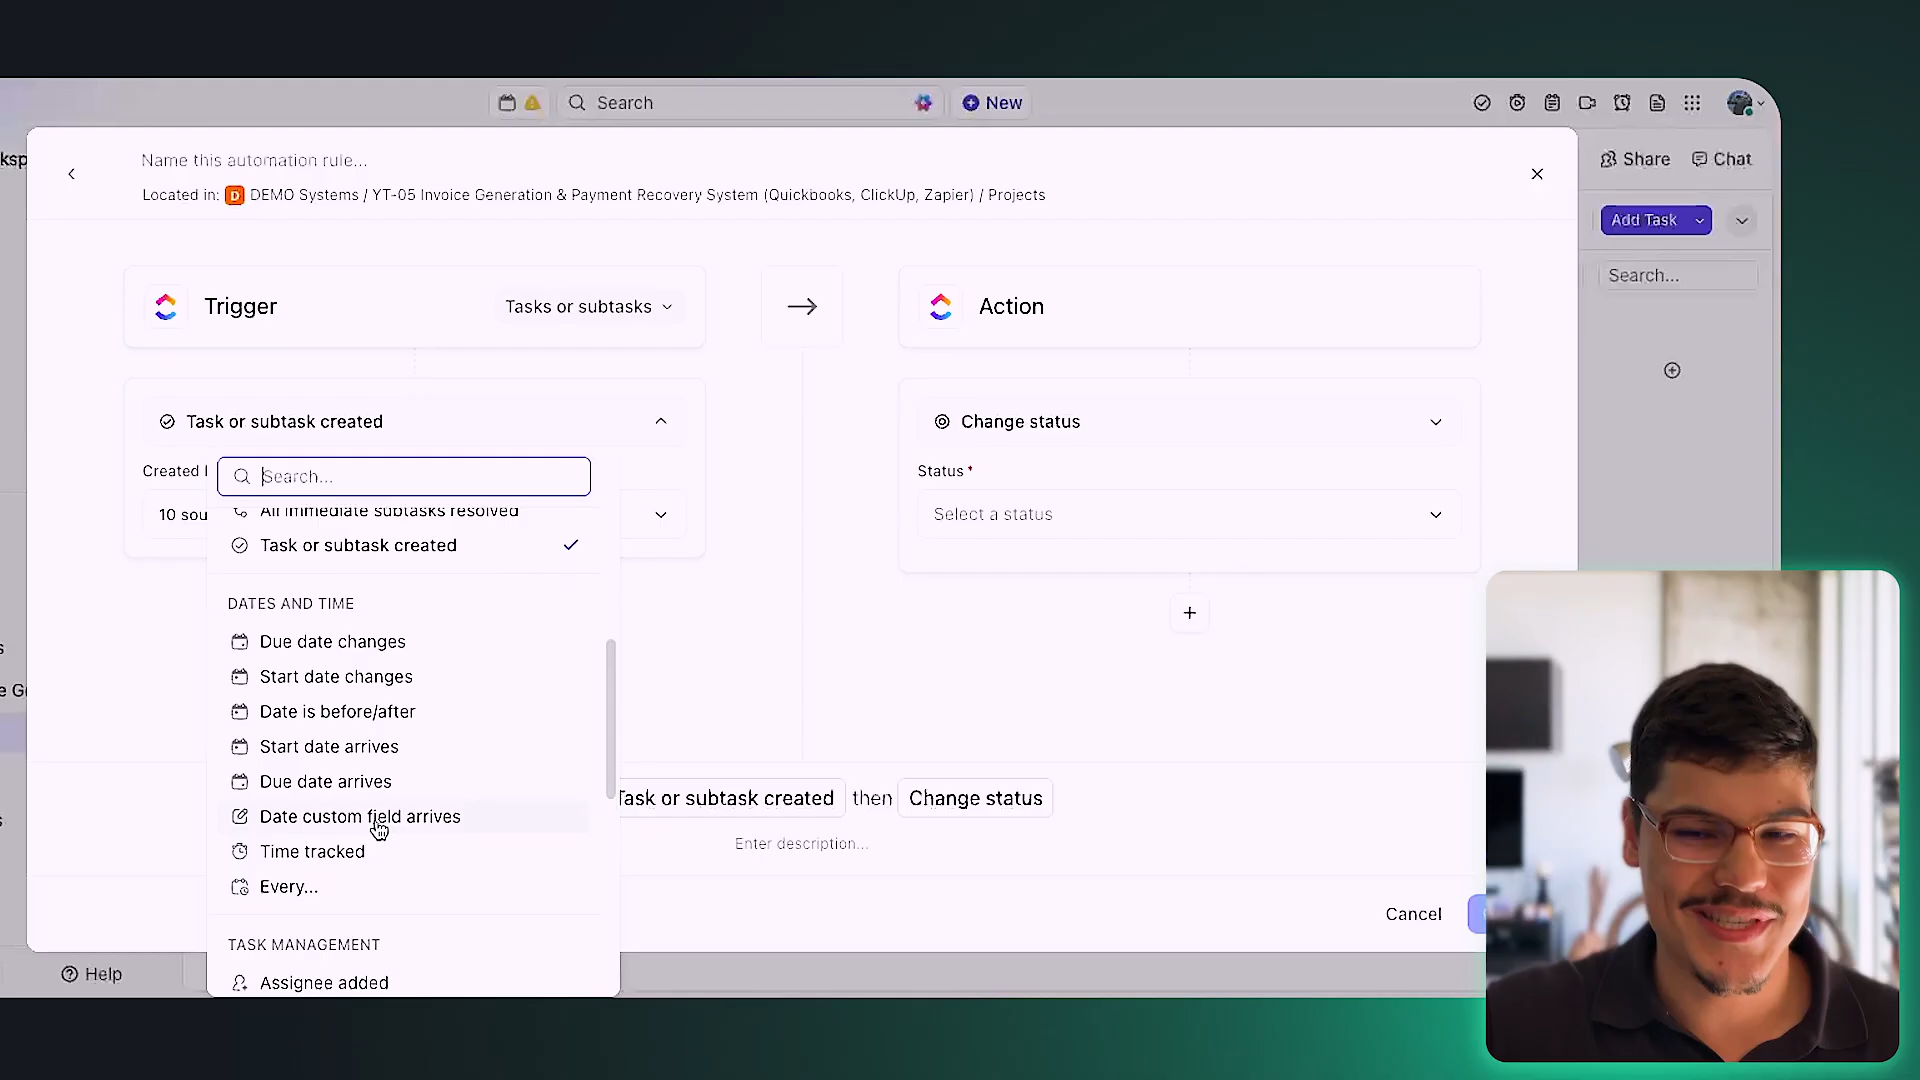 Search
New
Share
Chat
Name this automation rule...
Located in: D DEMO Systems / YT-05 Invoice Generation & Payment Recovery System (Quickbooks, ClickUp, Zapier) / Projects
Add Task
Search...
Trigger
Tasks or subtasks
Action
Task or subtask created
Change status
Created
Status *
Search...
10 sou
Select a status
All immediate subtasks resolved
Task or subtask created
DATES AND TIME
Due date changes
Start date changes
Date is before/after
Start date arrives
Due date arrives
Date custom field arrives
Time tracked
Every...
TASK MANAGEMENT
Assignee added
Task or subtask created then Change status
Enter description...
Cancel
Help